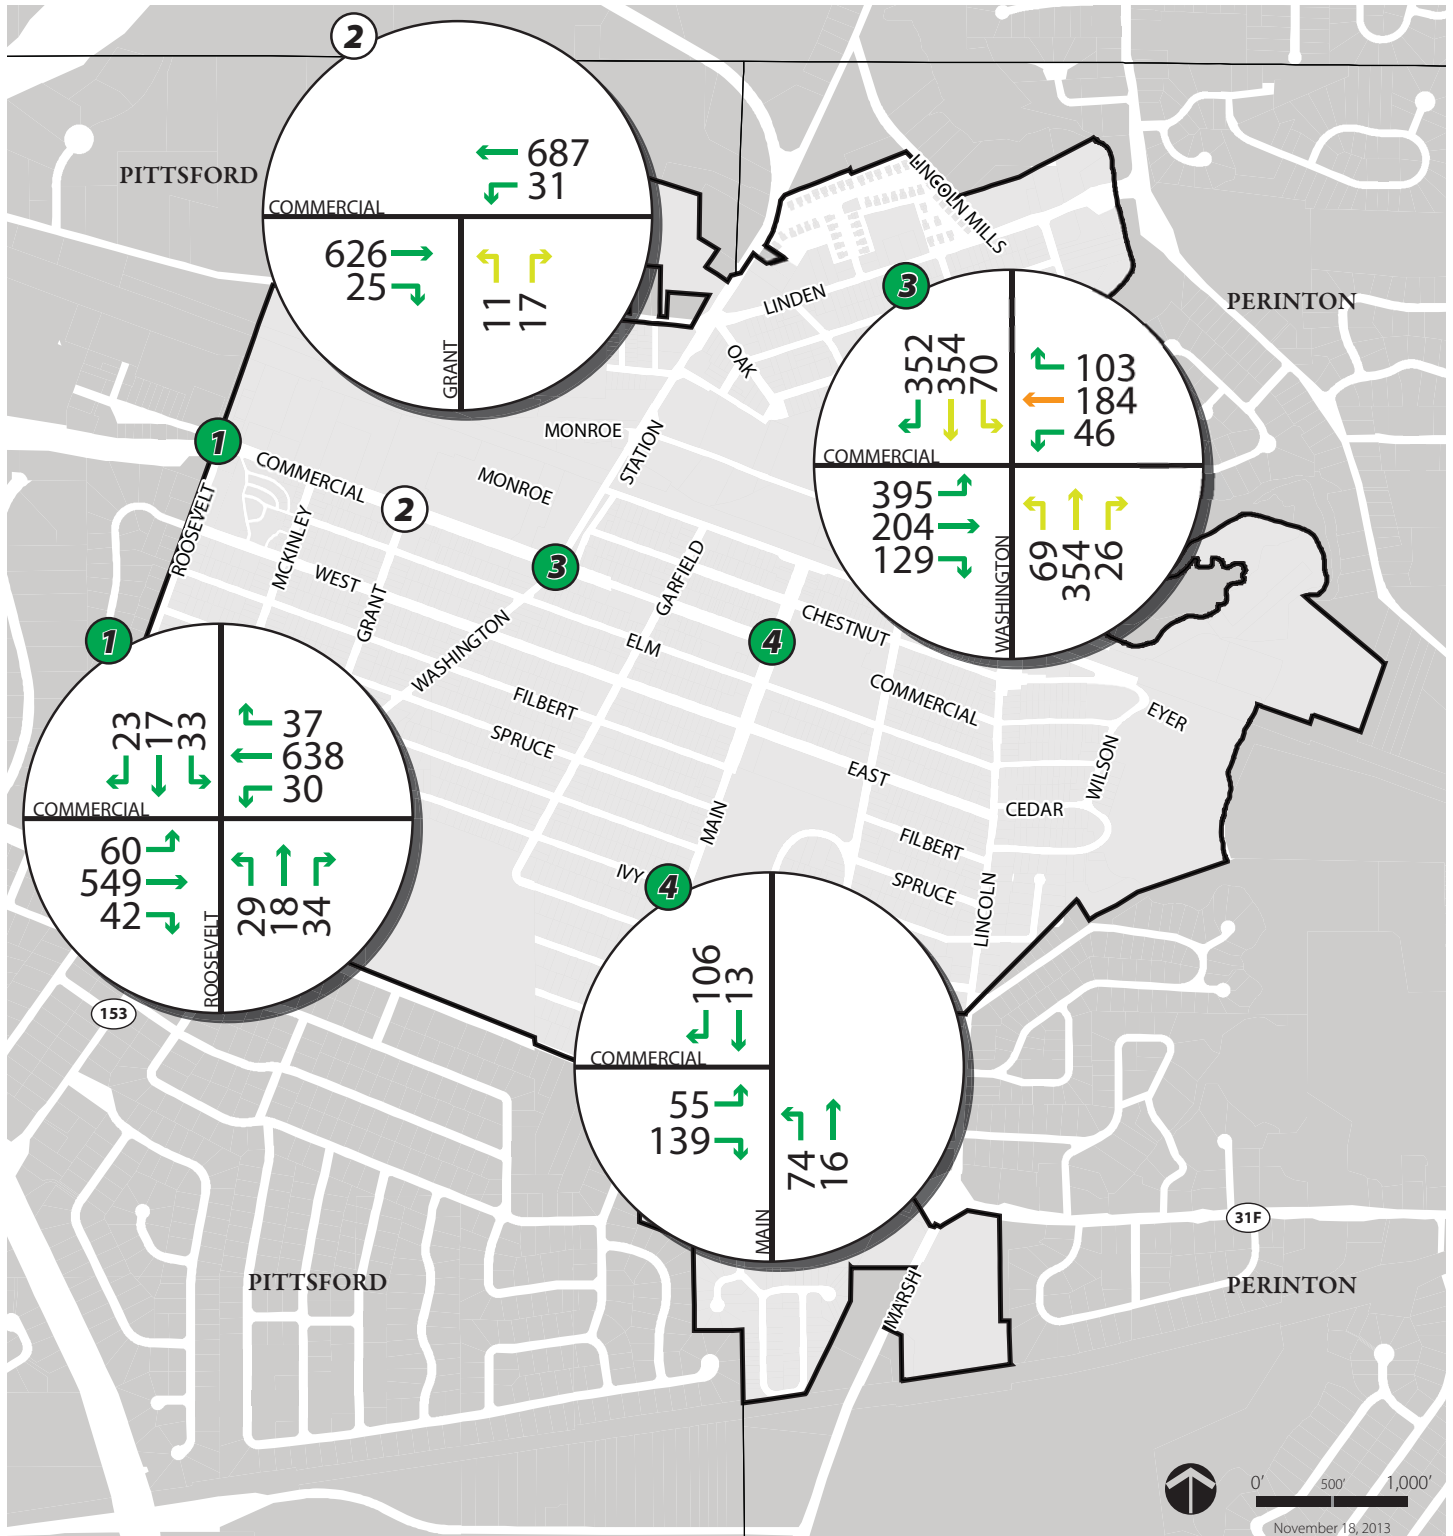 2
687
31
COMMERCIAL
626
25
11
17
GRANT
PITTSFORD
LINCOLN MILLS
LINDEN
OAK
PERINTON
3
352
354
70
103
184
46
COMMERCIAL
395
204
129
69
354
26
WASHINGTON
1
COMMERCIAL
MONROE
MONROE
STATION
2
3
ROOSEVELT
MCKINLEY
WEST
GRANT
WASHINGTON
GARFIELD
ELM
4
CHESTNUT
COMMERCIAL
EYER
FILBERT
SPRUCE
EAST
WILSON
CEDAR
MAIN
FILBERT
SPRUCE
LINCOLN
IVY
1
23
17
33
37
638
30
COMMERCIAL
60
549
42
29
18
34
ROOSEVELT
153
4
106
13
COMMERCIAL
55
139
74
16
MAIN
31F
PITTSFORD
PERINTON
MARSH
0'
500'
1,000'
November 18, 2013